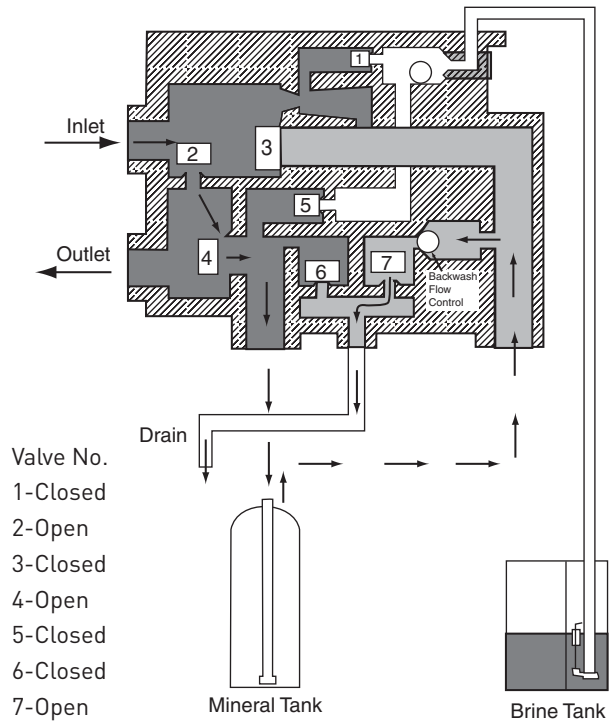 1
Inlet
2
3
5
Outlet
4
6
7
Backwash
Flow
Control
Drain
Valve No.
1-Closed
2-Open
3-Closed
4-Open
5-Closed
6-Closed
7-Open
Mineral Tank
Brine Tank